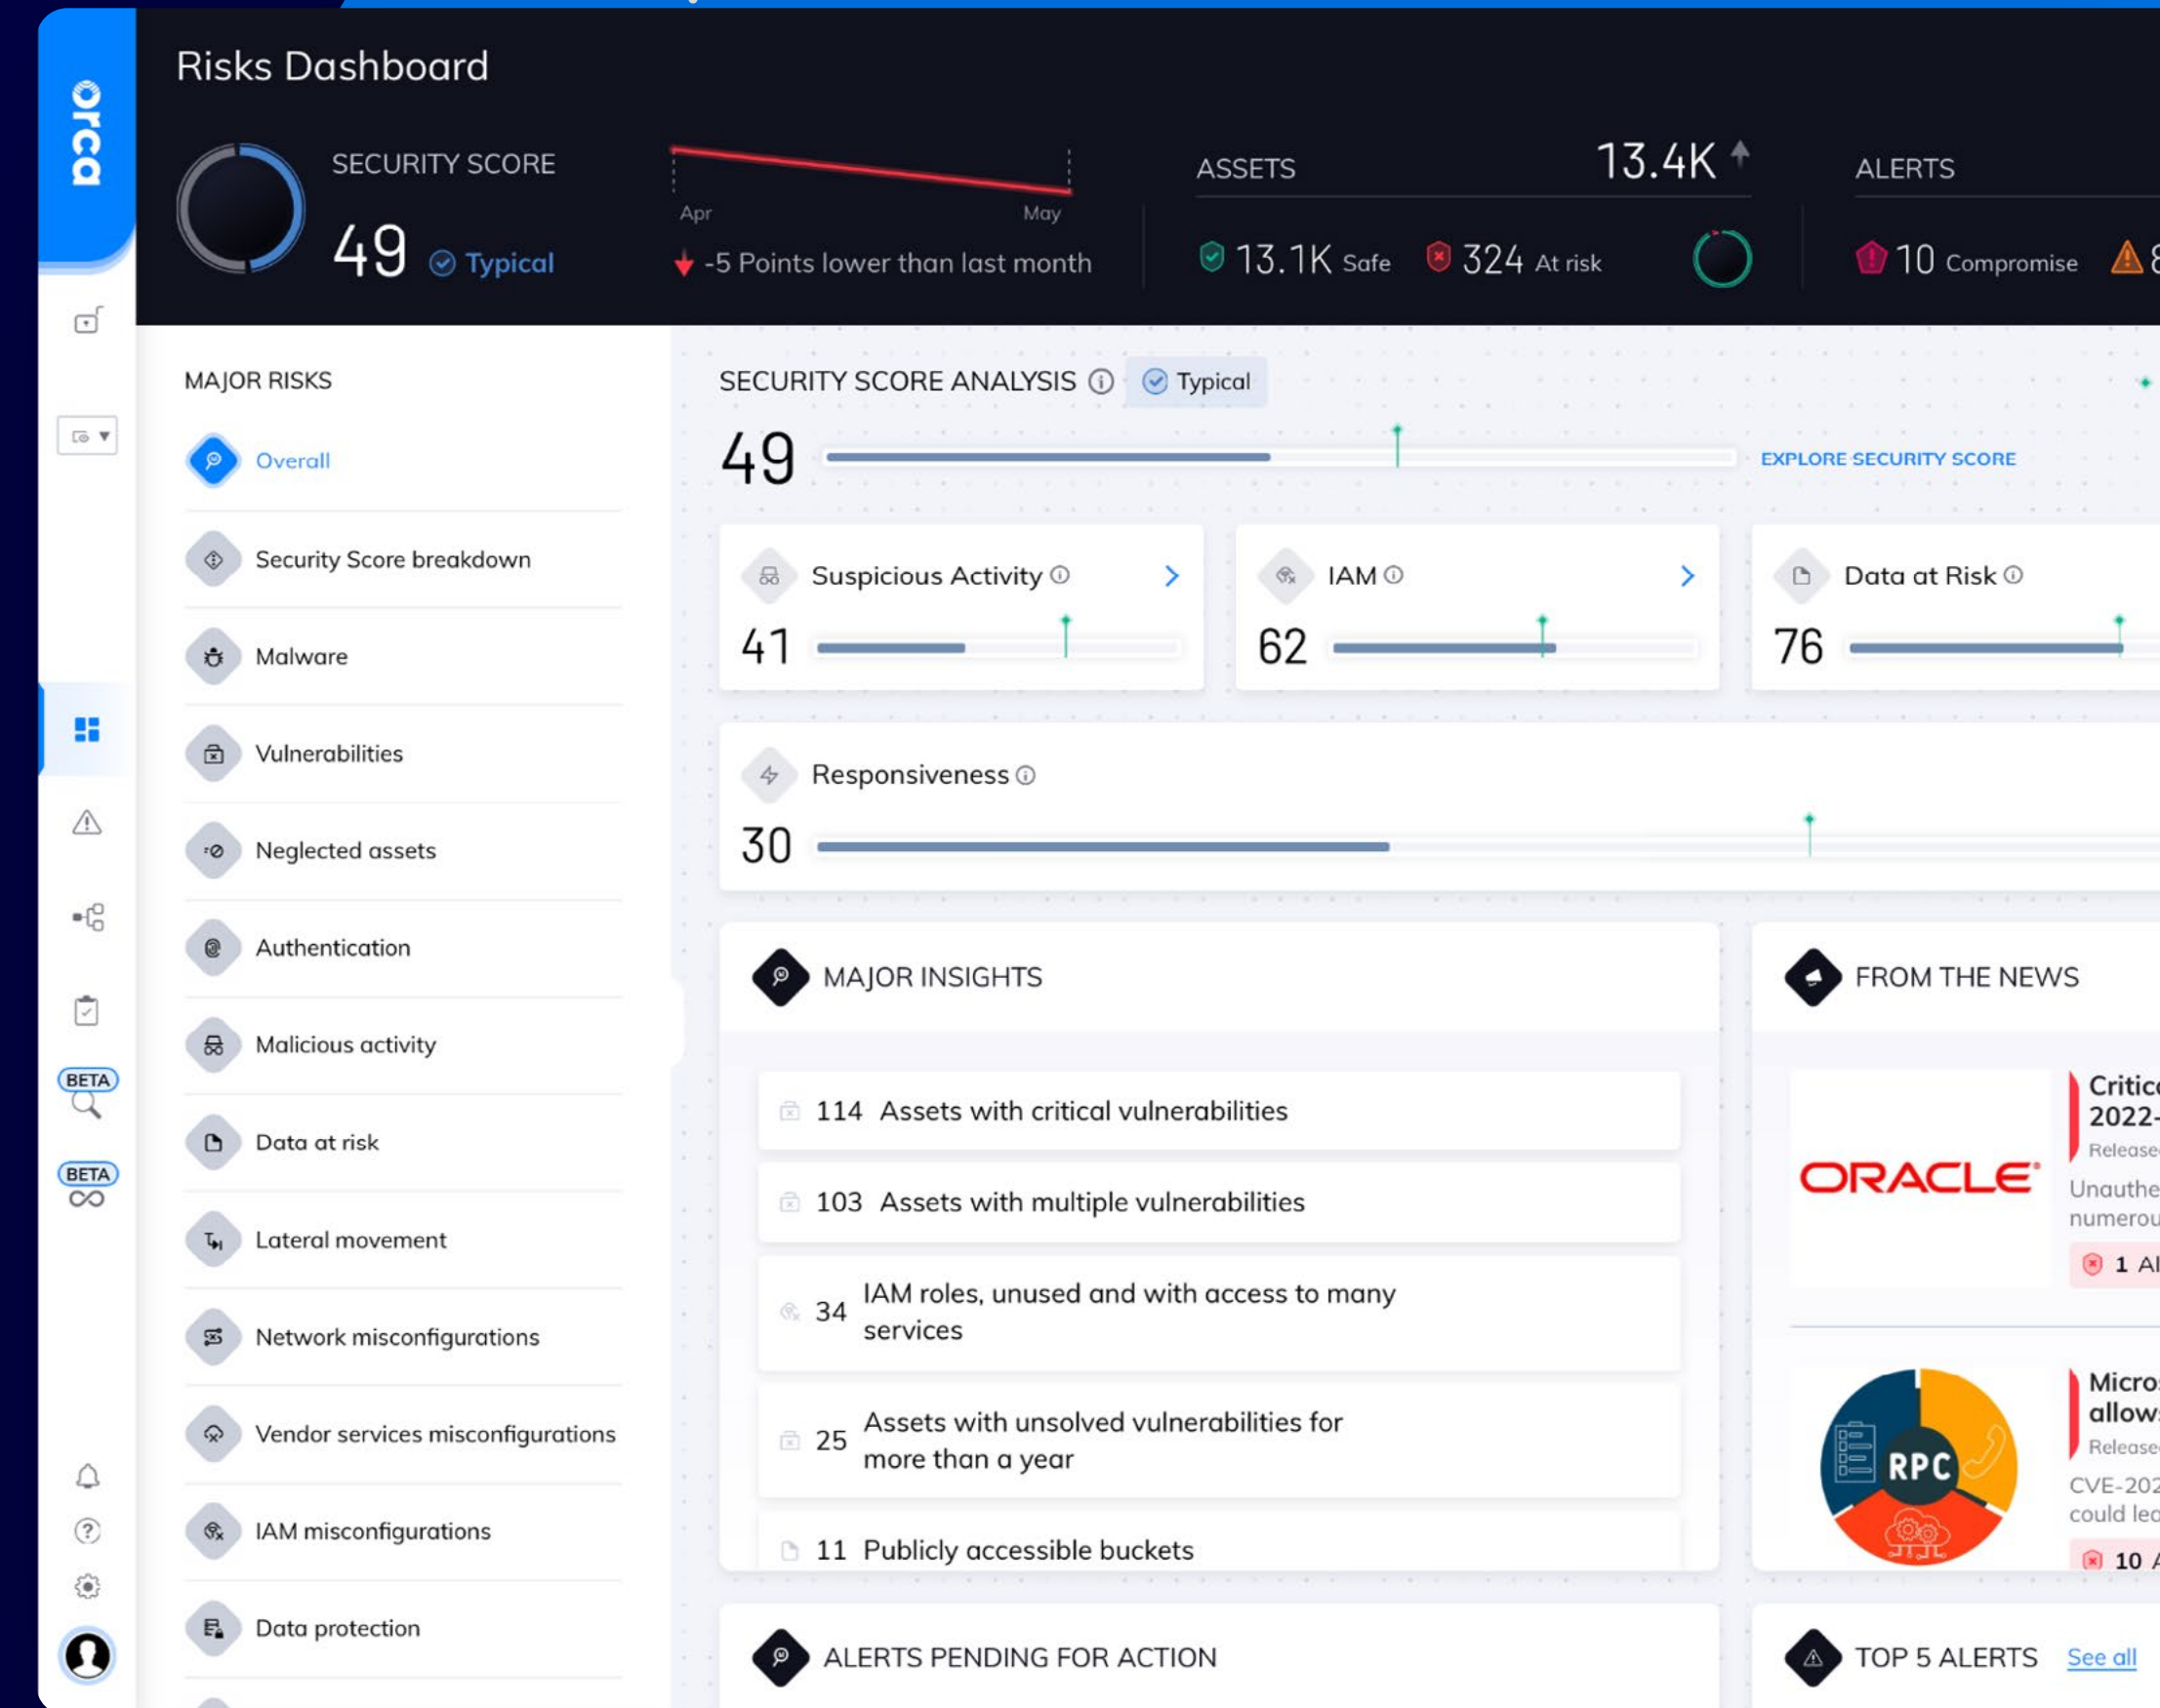 orca
Risks Dashboard
SECURITY SCORE
49 Typical
Apr May
-5 Points lower than last month
ASSETS 13.4K
13.1K Safe 324 At risk
ALERTS
10 Compromise
MAJOR RISKS
Overall
Security Score breakdown
Malware
Vulnerabilities
Neglected assets
Authentication
Malicious activity
Data at risk
Lateral movement
Network misconfigurations
Vendor services misconfigurations
IAM misconfigurations
Data protection
BETA
BETA
SECURITY SCORE ANALYSIS Typical
49
EXPLORE SECURITY SCORE
Suspicious Activity
41
IAM
62
Data at Risk
76
Responsiveness
30
MAJOR INSIGHTS
114 Assets with critical vulnerabilities
103 Assets with multiple vulnerabilities
34 IAM roles, unused and with access to many
services
25 Assets with unsolved vulnerabilities for
more than a year
11 Publicly accessible buckets
FROM THE NEWS
ORACLE
2022-
1
RPC
CVE-202
could
10
ALERTS PENDING FOR ACTION
TOP 5 ALERTS See all